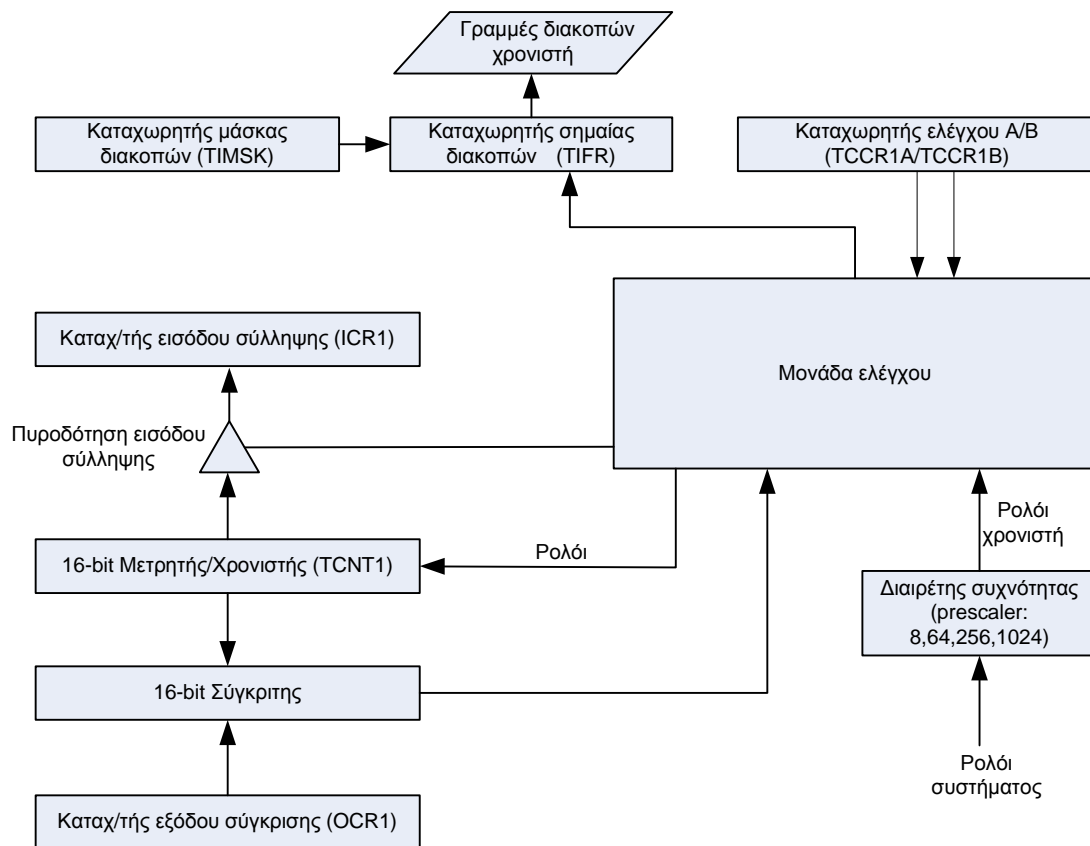 Γραμμές διακοπών
χρονιστή
Καταχωρητής μάσκας
διακοπών (TIMSK)
Καταχωρητής σημαίας
διακοπών (TIFR)
Καταχωρητής ελέγχου A/B
(TCCR1A/TCCR1B)
Καταχ/τής εισόδου σύλληψης (ICR1)
Μονάδα ελέγχου
Πυροδότηση εισόδου
σύλληψης
Ρολόι
χρονιστή
16-bit Μετρητής/Χρονιστής (TCNT1)
Ρολόι
Διαιρέτης συχνότητας
(prescaler:
8,64,256,1024)
16-bit Σύγκριτης
Ρολόι
συστήματος
Καταχ/τής εξόδου σύγκρισης (OCR1)